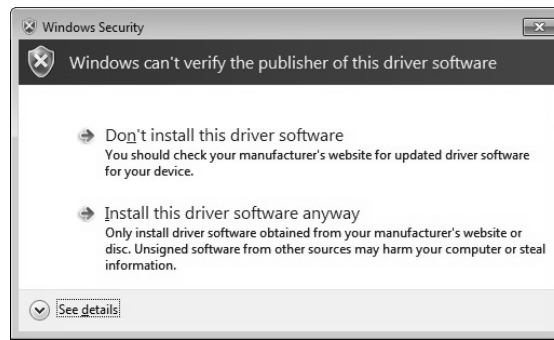 Windows Security
Windows can't verify the publisher of this driver software
Don't install this driver software
You should check your manufacturer's website for updated driver software
for your device.
Install this driver software anyway
Only install driver software obtained from your manufacturer's website or
disc. Unsigned software from other sources may harm your computer or steal
information.
See details